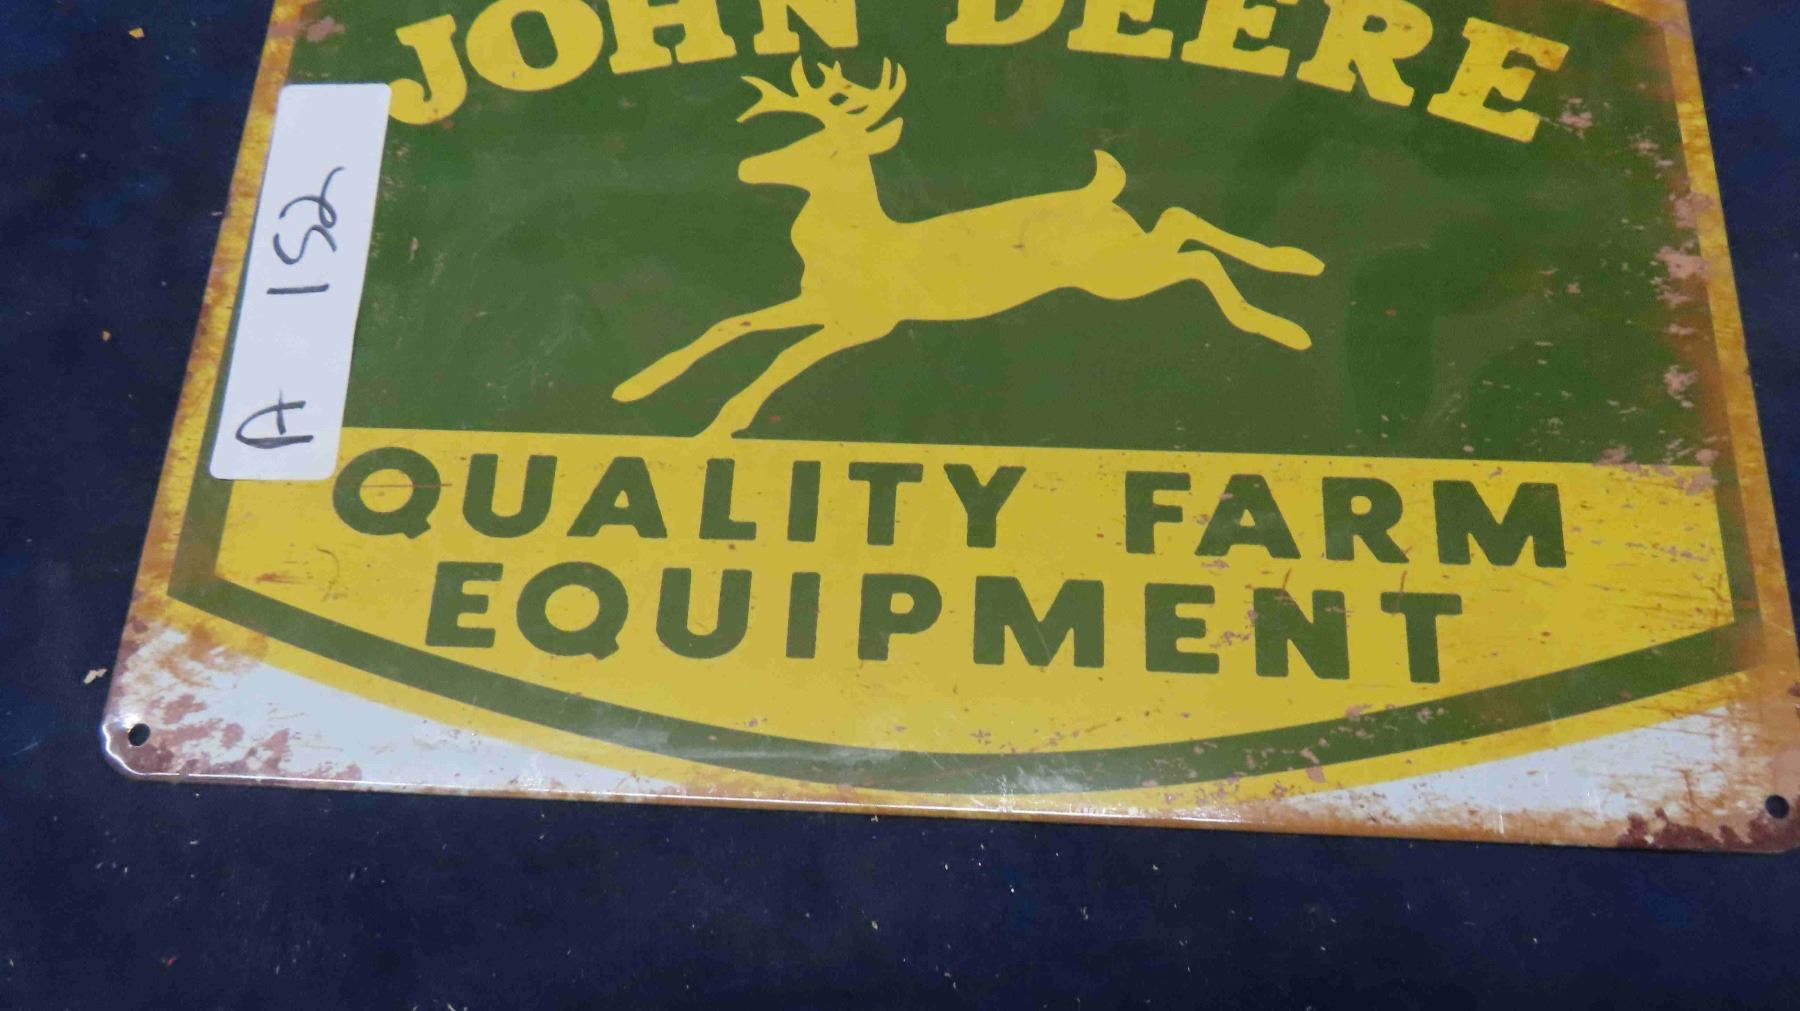 JOHN DEERE
A 152
QUALITY FARM
EQUIPMENT